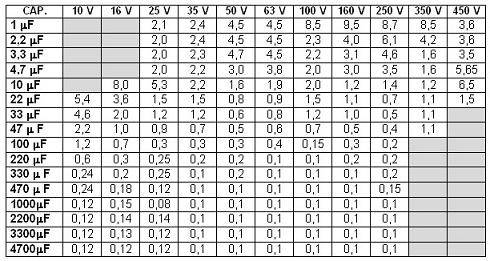 CAP. 10 V 16 V 25 V 35 V 50 V 63 V 100 V 160 V 250 V 350 V 450 V
1 µF 2,1 2,4 4,5 4,5 8,5 9,5 8,7 8,5 3,6
2,2 µF 2,0 2,4 4,5 4,5 2,3 4,0 6,1 4,2 3,6
3,3 µF 2,0 2,3 4,7 4,5 2,2 3,1 4,6 1,6 3,5
4,7 µF 2,0 2,2 3,0 3,8 2,0 3,0 3,5 1,6 5,65
10 µF 8,0 5,3 2,2 1,6 1,9 2,0 1,2 1,4 1,2 6,5
22 µF 5,4 3,6 1,5 1,5 0,8 0,9 1,5 1,1 0,7 1,1 1,5
33 µF 4,6 2,0 1,2 1,2 0,6 0,8 1,2 1,0 0,5 1,1
47 µ F 2,2 1,0 0,9 0,7 0,5 0,6 0,7 0,5 0,4 1,1
100 µF 1,2 0,7 0,3 0,3 0,3 0,4 0,15 0,3 0,2
220 µF 0,6 0,3 0,25 0,2 0,2 0,1 0,1 0,2 0,2
330 µ F 0,24 0,2 0,25 0,1 0,2 0,1 0,1 0,1 0,2
470 µ F 0,24 0,18 0,12 0,1 0,1 0,1 0,1 0,1 0,15
1000µF 0,12 0,15 0,08 0,1 0,1 0,1 0,1 0,1 0,1
2200µF 0,12 0,14 0,14 0,1 0,1 0,1 0,1 0,1 0,1
3300µF 0,12 0,13 0,12 0,1 0,1 0,1 0,1 0,1 0,1
4700µF 0,12 0,12 0,12 0,1 0,1 0,1 0,1 0,1 0,1